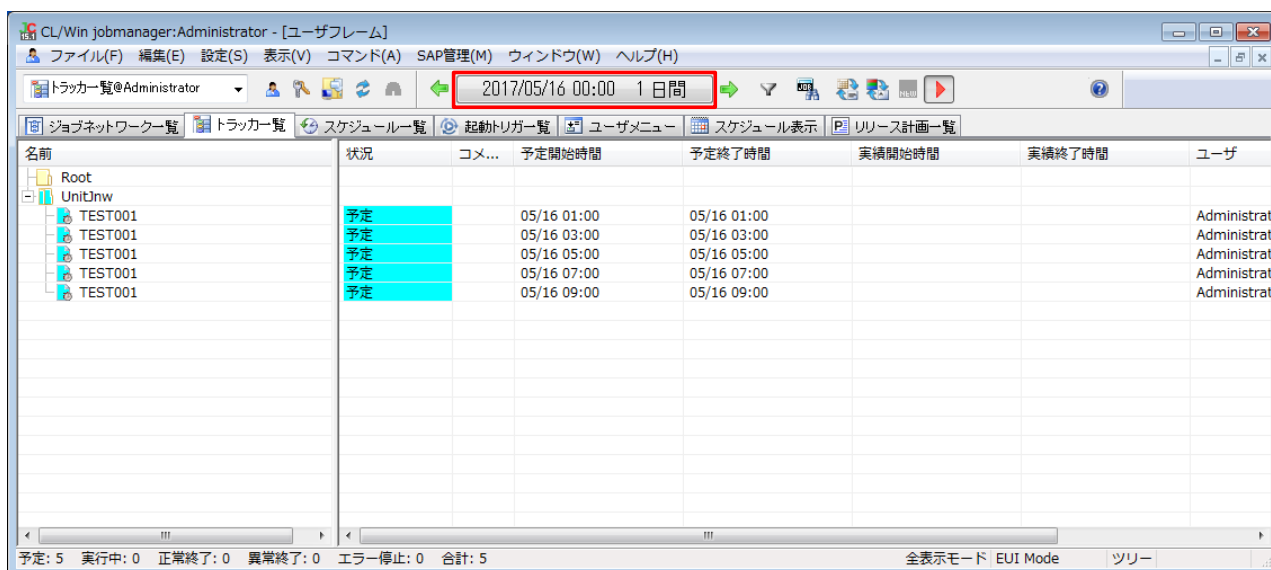 CL/Win jobmanager:Administrator - [ユーザフレーム]
ファイル(F) 編集(E) 設定(S) 表示(V) コマンド(A) SAP管理(M) ウィンドウ(W) ヘルプ(H)
トラッカ一覧@Administrator 2017/05/16 00:00 1 日間
ジョブネットワーク一覧 トラッカ一覧 スケジュール一覧 起動トリガ一覧 ユーザメニュー スケジュール表示 リリース計画一覧
名前 状況 コメ... 予定開始時間 予定終了時間 実績開始時間 実績終了時間 ユーザ
Root
UnitJnw
TEST001 予定 05/16 01:00 05/16 01:00 Administrat
TEST001 予定 05/16 03:00 05/16 03:00 Administrat
TEST001 予定 05/16 05:00 05/16 05:00 Administrat
TEST001 予定 05/16 07:00 05/16 07:00 Administrat
TEST001 予定 05/16 09:00 05/16 09:00 Administrat
予定: 5 実行中: 0 正常終了: 0 異常終了: 0 エラー停止: 0 合計: 5 全表示モード EUI Mode ツリー